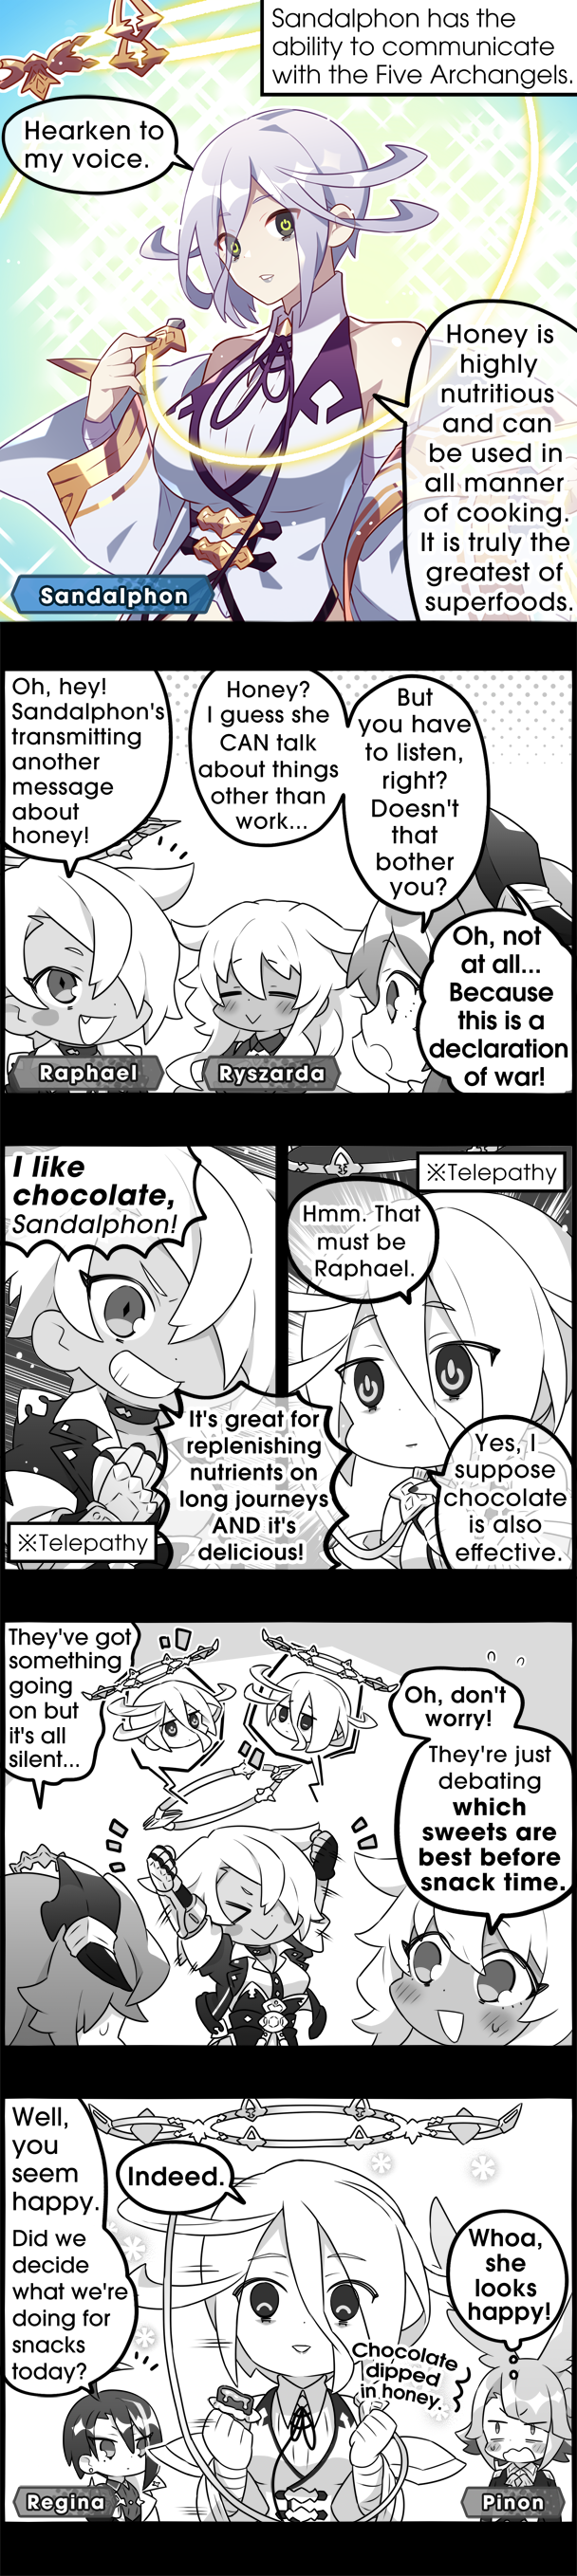 Sandalphon has the
ability to communicate
with the Five Archangels.
Hearken to
my voice.
Honey is
highly
nutritious
and can
be used in
all manner
of cooking.
It is truly the
greatest of
superfoods.
Sandalphon
Oh, hey!
Sandalphon's
transmitting
another
message
about
honey!
Honey?
I guess she
CAN talk
about things
other than
work...
But
you have
to listen,
right?
Doesn't
that
bother
you?
Oh, not
at all...
Because
this is a
declaration
of war!
Raphael
Ryszarda
I like
chocolate,
Sandalphon!
It's great for
replenishing
nutrients on
long journeys
AND it's
delicious!
※Telepathy
※Telepathy
Hmm. That
must be
Raphael.
Yes, I
suppose
chocolate
is also
effective.
They've got
something
going
on but
it's all
silent...
Oh, don't
worry!
They're just
debating
which
sweets are
best before
snack time.
Well,
you
seem
happy.
Did we
decide
what we're
doing for
snacks
today?
Indeed.
Chocolate
dipped
in honey.
Whoa,
she
looks
happy!
Regina
Pinon